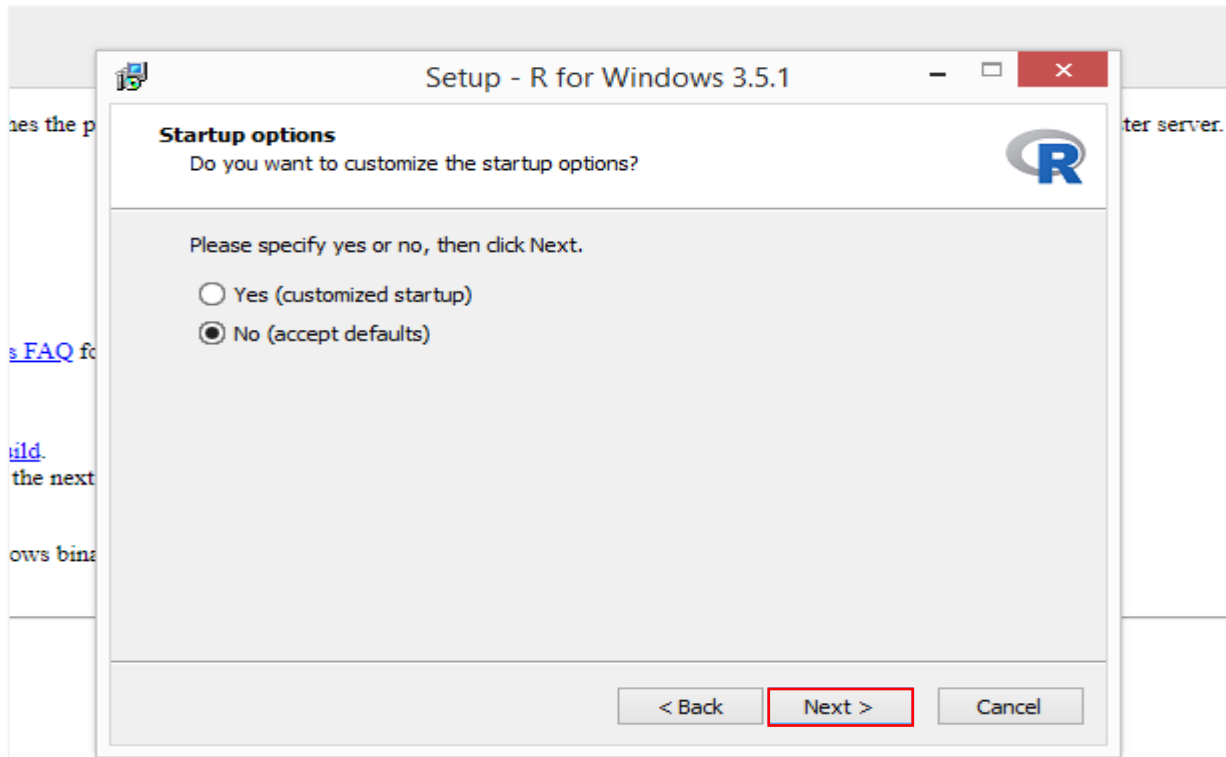 Setup - R for Windows 3.5.1
nes the p
ter server.
Startup options
Do you want to customize the startup options?
R
Please specify yes or no, then click Next.
Yes (customized startup)
No (accept defaults)
s FAQ fo
ild.
the next
ows bina
< Back
Next >
Cancel